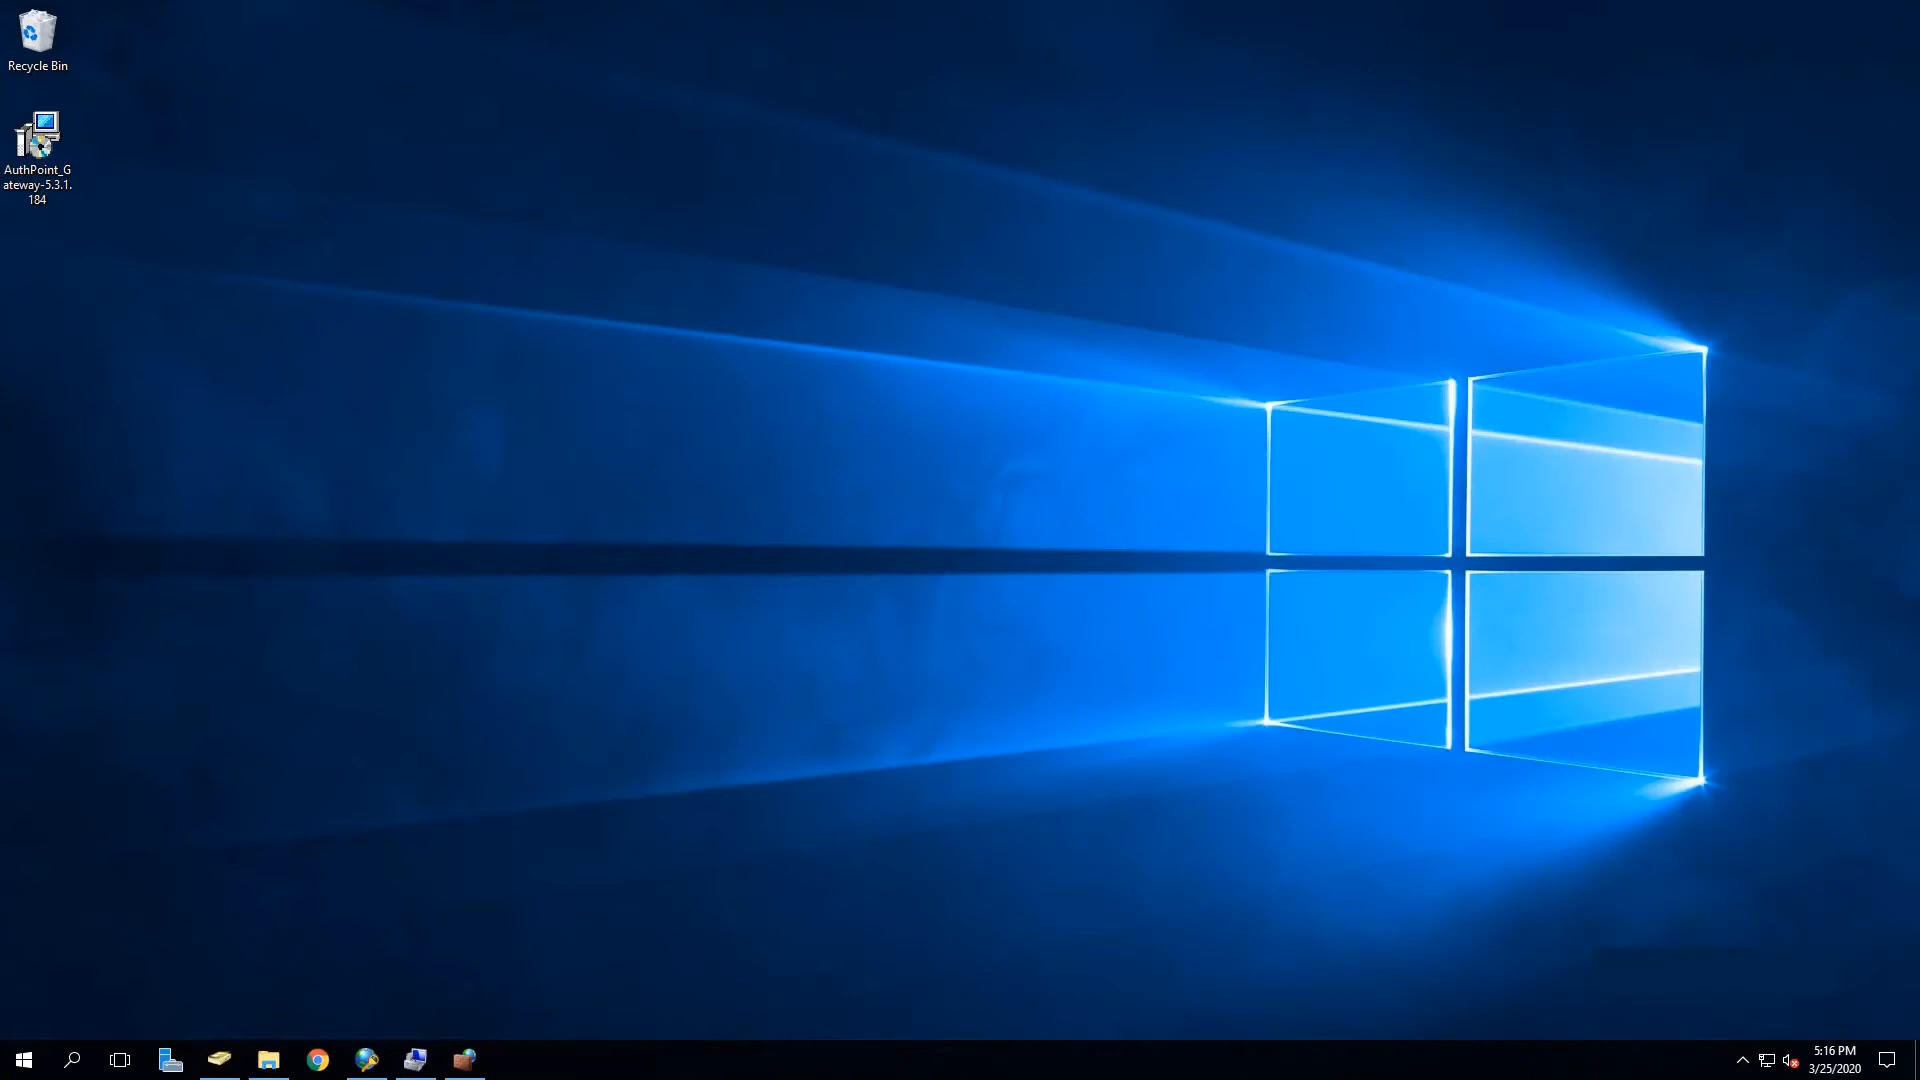 Recycle Bin
AuthPoint_G
ateway-5.3.1.
184
5:16 PM
3/25/2020